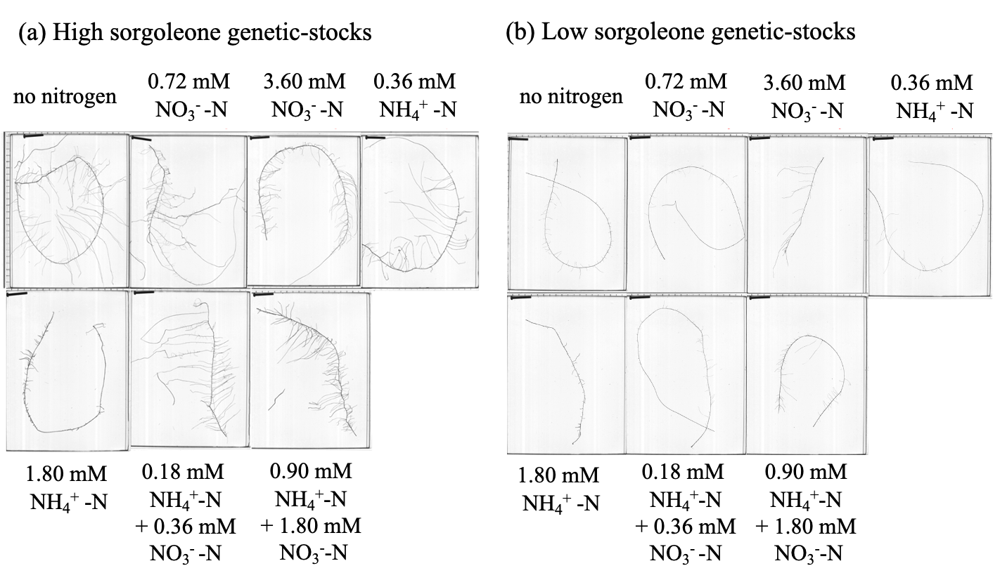 (a) High sorgoleone genetic-stocks
no nitrogen
0.72 mM
NO₃⁻ -N
3.60 mM
NO₃⁻ -N
0.36 mM
NH₄⁺ -N
1.80 mM
NH₄⁺ -N
0.18 mM
NH₄⁺-N
+ 0.36 mM
NO₃⁻ -N
0.90 mM
NH₄⁺-N
+ 1.80 mM
NO₃⁻-N
(b) Low sorgoleone genetic-stocks
no nitrogen
0.72 mM
NO₃⁻ -N
3.60 mM
NO₃⁻ -N
0.36 mM
NH₄⁺ -N
1.80 mM
NH₄⁺ -N
0.18 mM
NH₄⁺-N
+ 0.36 mM
NO₃⁻ -N
0.90 mM
NH₄⁺-N
+ 1.80 mM
NO₃⁻-N